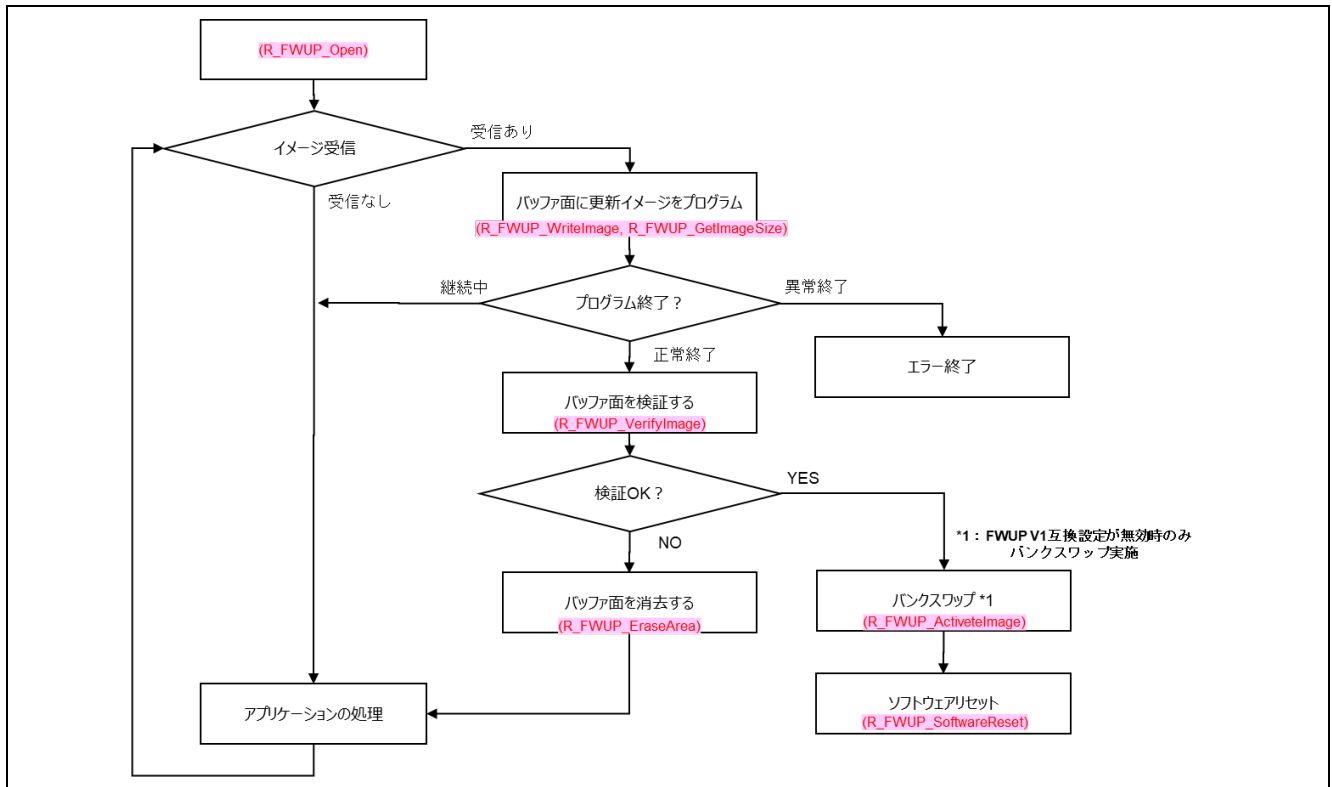 (R_FWUP_Open)
イメージ受信
受信あり
受信なし
バッファ面に更新イメージをプログラム
(R_FWUP_WriteImage, R_FWUP_GetImageSize)
継続中
プログラム終了？
異常終了
正常終了
エラー終了
バッファ面を検証する
(R_FWUP_VerifyImage)
検証OK？
YES
NO
*1：FWUP V1互換設定が無効時のみ
バンクスワップ実施
バッファ面を消去する
(R_FWUP_EraseArea)
バンクスワップ *1
(R_FWUP_ActiveteImage)
アプリケーションの処理
ソフトウェアリセット
(R_FWUP_SoftwareReset)